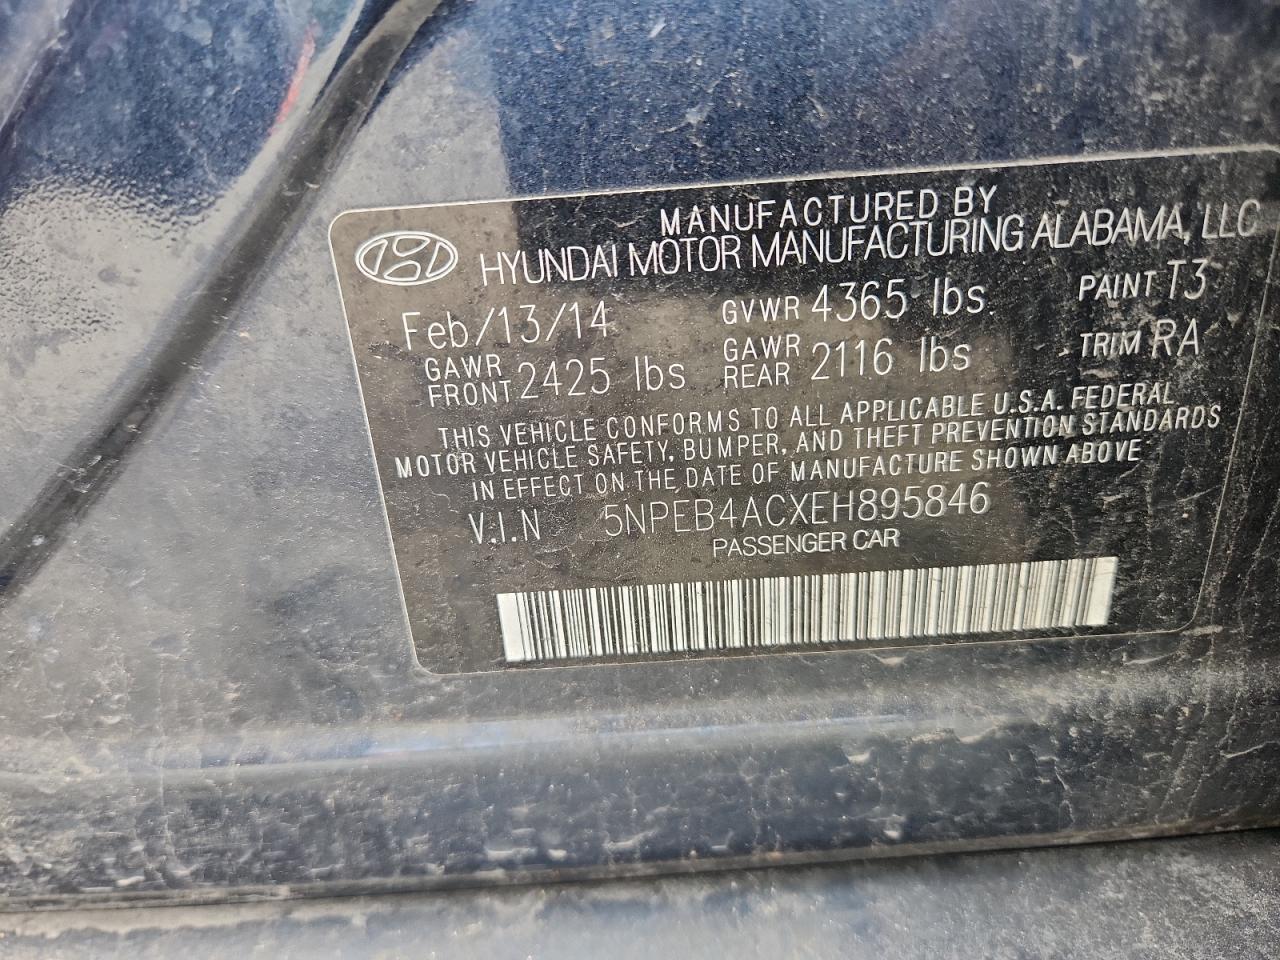 MANUFACTURED BY
HYUNDAI MOTOR MANUFACTURING ALABAMA, LLC
Feb/13/14 GVWR 4365 lbs. PAINT T3
GAWR FRONT 2425 lbs GAWR REAR 2116 lbs TRIM RA
THIS VEHICLE CONFORMS TO ALL APPLICABLE U.S.A. FEDERAL
MOTOR VEHICLE SAFETY, BUMPER, AND THEFT PREVENTION STANDARDS
IN EFFECT ON THE DATE OF MANUFACTURE SHOWN ABOVE
V.I.N 5NPEB4ACXEH895846
PASSENGER CAR